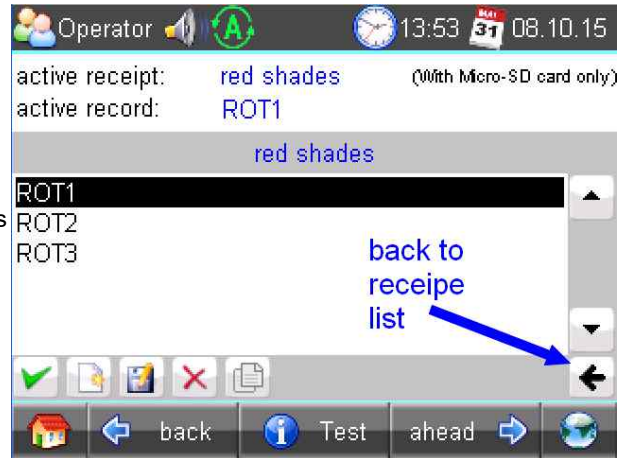 Operator A 13:53 31 08.10.15
active receipt: red shades (With Micro-SD card only)
active record: ROT1
red shades
ROT1
s ROT2
ROT3
back to
receipe
list
back Test ahead